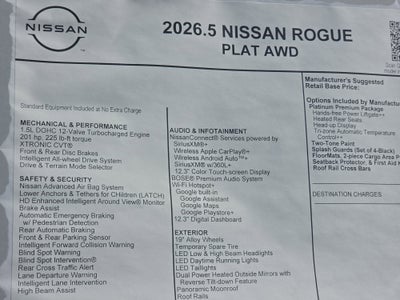 NISSAN
2026.5 NISSAN ROGUE
PLAT AWD
Standard Equipment Included at No Extra Charge
MECHANICAL & PERFORMANCE
1.5L DOHC 12-Valve Turbocharged Engine
201 hp, 225 lb-ft torque
XTRONIC CVT®
Front & Rear Disc Brakes
Intelligent All-wheel Drive System
Drive & Terrain Mode Selector
SAFETY & SECURITY
Nissan Advanced Air Bag System
Lower Anchors & Tethers for Children (LATCH)
HD Enhanced Intelligent Around View® Monitor
Brake Assist
Automatic Emergency Braking
w/Pedestrian Detection
Rear Automatic Braking
Front & Rear Parking Sensor
Intelligent Forward Collision Warning
Blind Spot Warning
Blind Spot Intervention®
Rear Cross Traffic Alert
Lane Departure Warning
Intelligent Lane Intervention
High Beam Assist
AUDIO & INFOTAINMENT
NissanConnect® Services powered by
SiriusXM®+
Wireless Apple CarPlay®+
Wireless Android Auto™+
SiriusXM® w/360L+
12.3" Color Touch-screen Display
BOSE® Premium Audio System
Wi-Fi Hotspot+
Google built-in
Google Assistant
Google Maps
Google Playstore+
12.3" Digital Dashboard
EXTERIOR
19" Alloy Wheels
Temporary Spare Tire
LED Low & High Beam Headlights
LED Daytime Running Lights
LED Taillights
Dual Power Heated Outside Mirrors with
Reverse Tilt-down Feature
Panoramic Moonroof
Roof Rails
Manufacturer's Suggested
Retail Base Price:
Options Included by Manufacturer
Platinum Premium Package
Hands-free Power Liftgate++
Heated Rear Seats
Head-up Display
Tri-zone Automatic Temperature
Control++
Two-Tone Paint
Splash Guards (Set of 4-Black)
FloorMats, 2-piece Cargo Area P
Seatback Protector, & First Aid K
Roof Rail Cross Bars
DESTINATION CHARGES